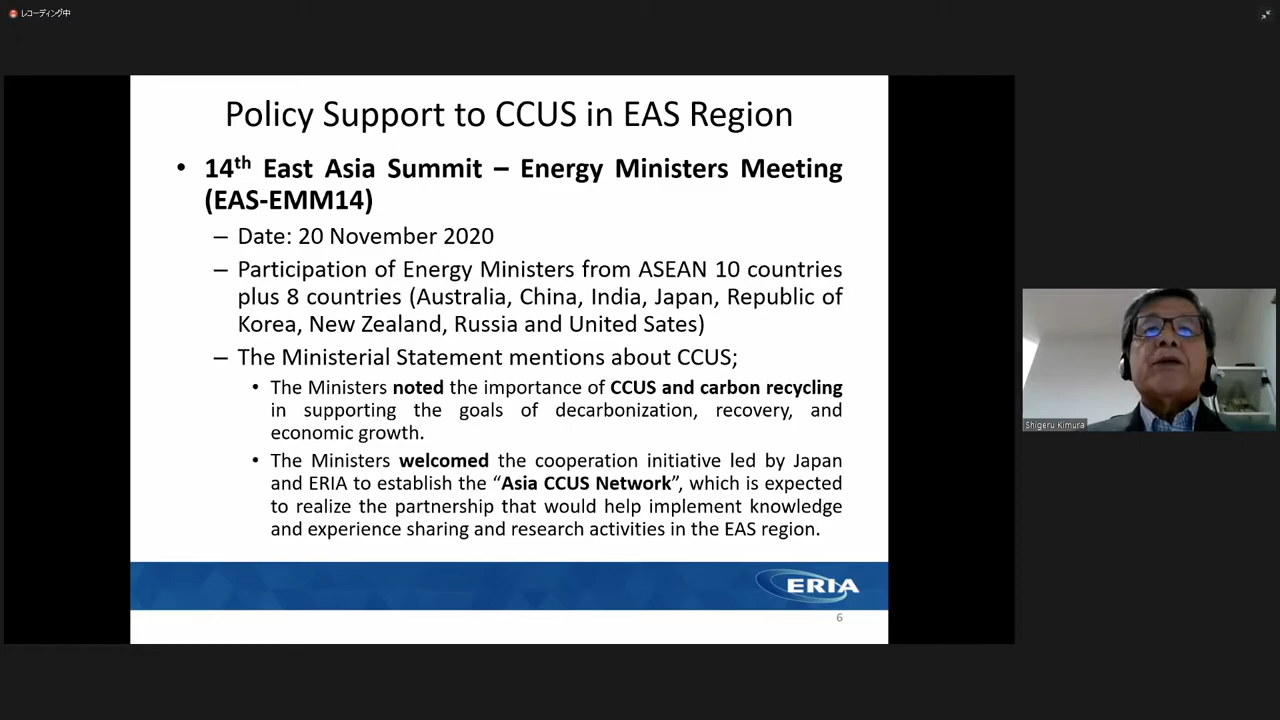 レコーディング中
Policy Support to CCUS in EAS Region
• 14th East Asia Summit – Energy Ministers Meeting
(EAS-EMM14)
– Date: 20 November 2020
– Participation of Energy Ministers from ASEAN 10 countries
plus 8 countries (Australia, China, India, Japan, Republic of
Korea, New Zealand, Russia and United Sates)
– The Ministerial Statement mentions about CCUS;
• The Ministers noted the importance of CCUS and carbon recycling
in supporting the goals of decarbonization, recovery, and
economic growth.
• The Ministers welcomed the cooperation initiative led by Japan
and ERIA to establish the “Asia CCUS Network”, which is expected
to realize the partnership that would help implement knowledge
and experience sharing and research activities in the EAS region.
ERIA
6
Shigeru Kimura